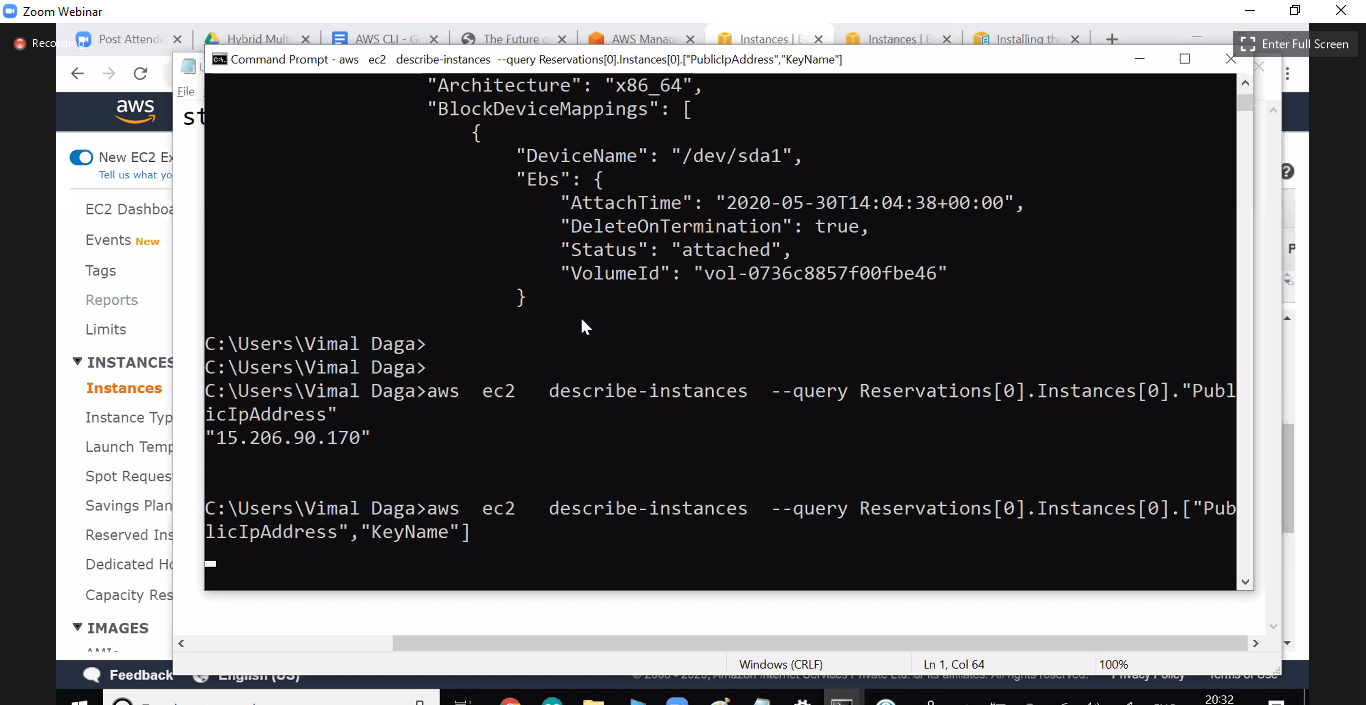 Zoom Webinar
Recording
Enter Full Screen
Post Attend
Hybrid Mult
AWS CLI - G
The Future o
AWS Manag
Instances | E
Instances | E
Installing th
Command Prompt - aws ec2 describe-instances --query Reservations[0].Instances[0].["PublicIpAddress","KeyName"]
File
aws
st
New EC2 Ex
Tell us what yo
EC2 Dashboa
Events New
Tags
Reports
Limits
INSTANCES
Instances
Instance Typ
Launch Temp
Spot Reques
Savings Plan
Reserved Ins
Dedicated Ho
Capacity Res
IMAGES
AMIs
"Architecture": "x86_64",
"BlockDeviceMappings": [
{
"DeviceName": "/dev/sda1",
"Ebs": {
"AttachTime": "2020-05-30T14:04:38+00:00",
"DeleteOnTermination": true,
"Status": "attached",
"VolumeId": "vol-0736c8857f00fbe46"
}
C:\Users\Vimal Daga>
C:\Users\Vimal Daga>
C:\Users\Vimal Daga>aws ec2 describe-instances --query Reservations[0].Instances[0]."Publ
icIpAddress"
"15.206.90.170"
C:\Users\Vimal Daga>aws ec2 describe-instances --query Reservations[0].Instances[0].["Pub
licIpAddress","KeyName"]
P
Windows (CRLF)
Ln 1, Col 64
100%
Feedback
English (US)
© 2008 - 2020, Amazon Internet Services Private Ltd. or its affiliates. All rights reserved.
Privacy Policy
Terms of Use
20:32